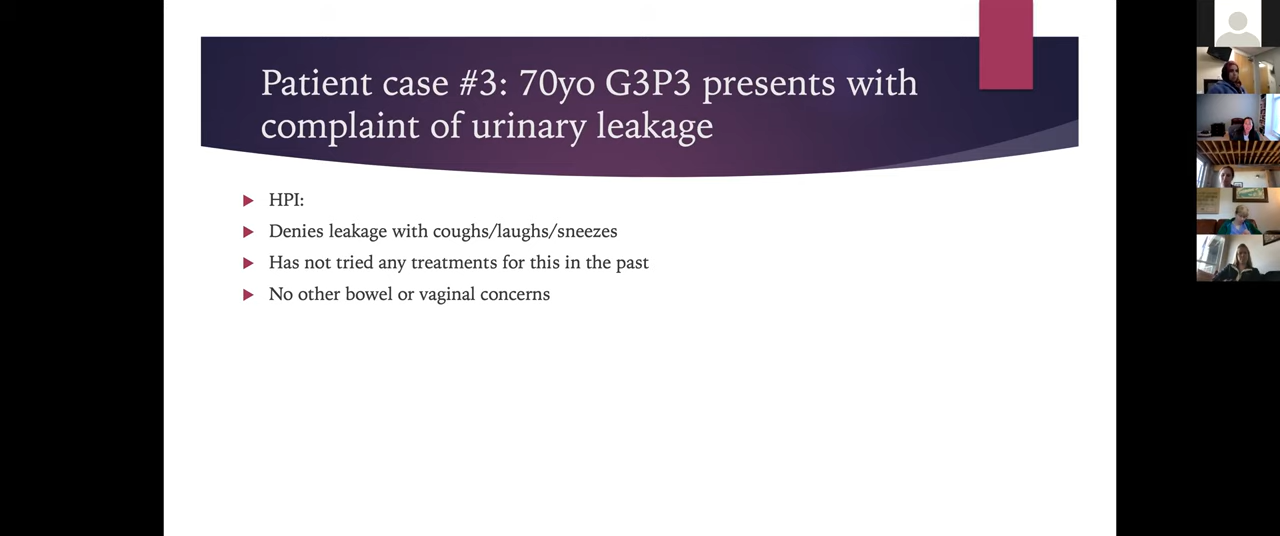 Patient case #3: 70yo G3P3 presents with
complaint of urinary leakage
HPI:
Denies leakage with coughs/laughs/sneezes
Has not tried any treatments for this in the past
No other bowel or vaginal concerns